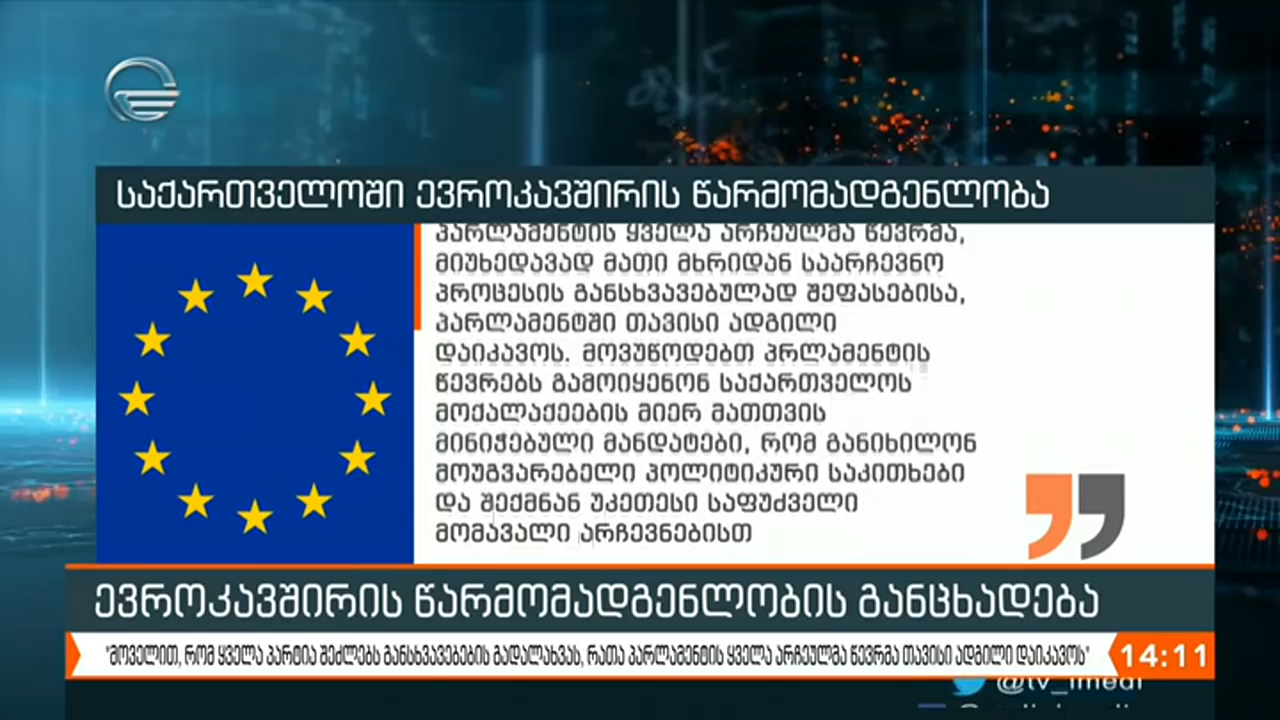 საქართველოში ევროკავშირის წარმომადგენლობა
პარლამენტის ყველა არჩეულმა წევრმა,
მიუხედავად მათი მხრიდან საარჩევნო
პროცესის განსხვავებულად შეფასებისა,
პარლამენტში თავისი ადგილი
დაიკავოს. მოვუწოდებთ პრლამენტის
წევრებს გამოიყენონ საქართველოს
მოქალაქეების მიერ მათთვის
მინიჭებული მანდატები, რომ განიხილონ
მოუგვარებელი პოლიტიკური საკითხები
და შექმნან უკეთესი საფუძველი
მომავალი არჩევნებისთ
ევროკავშირის წარმომადგენლობის განცხადება
"მოველით, რომ ყველა პარტია შეძლებს განსხვავებების გადალახვას, რათა პარლამენტის ყველა არჩეულმა წევრმა თავისი ადგილი დაიკავოს"
14:11
@tv_imedi